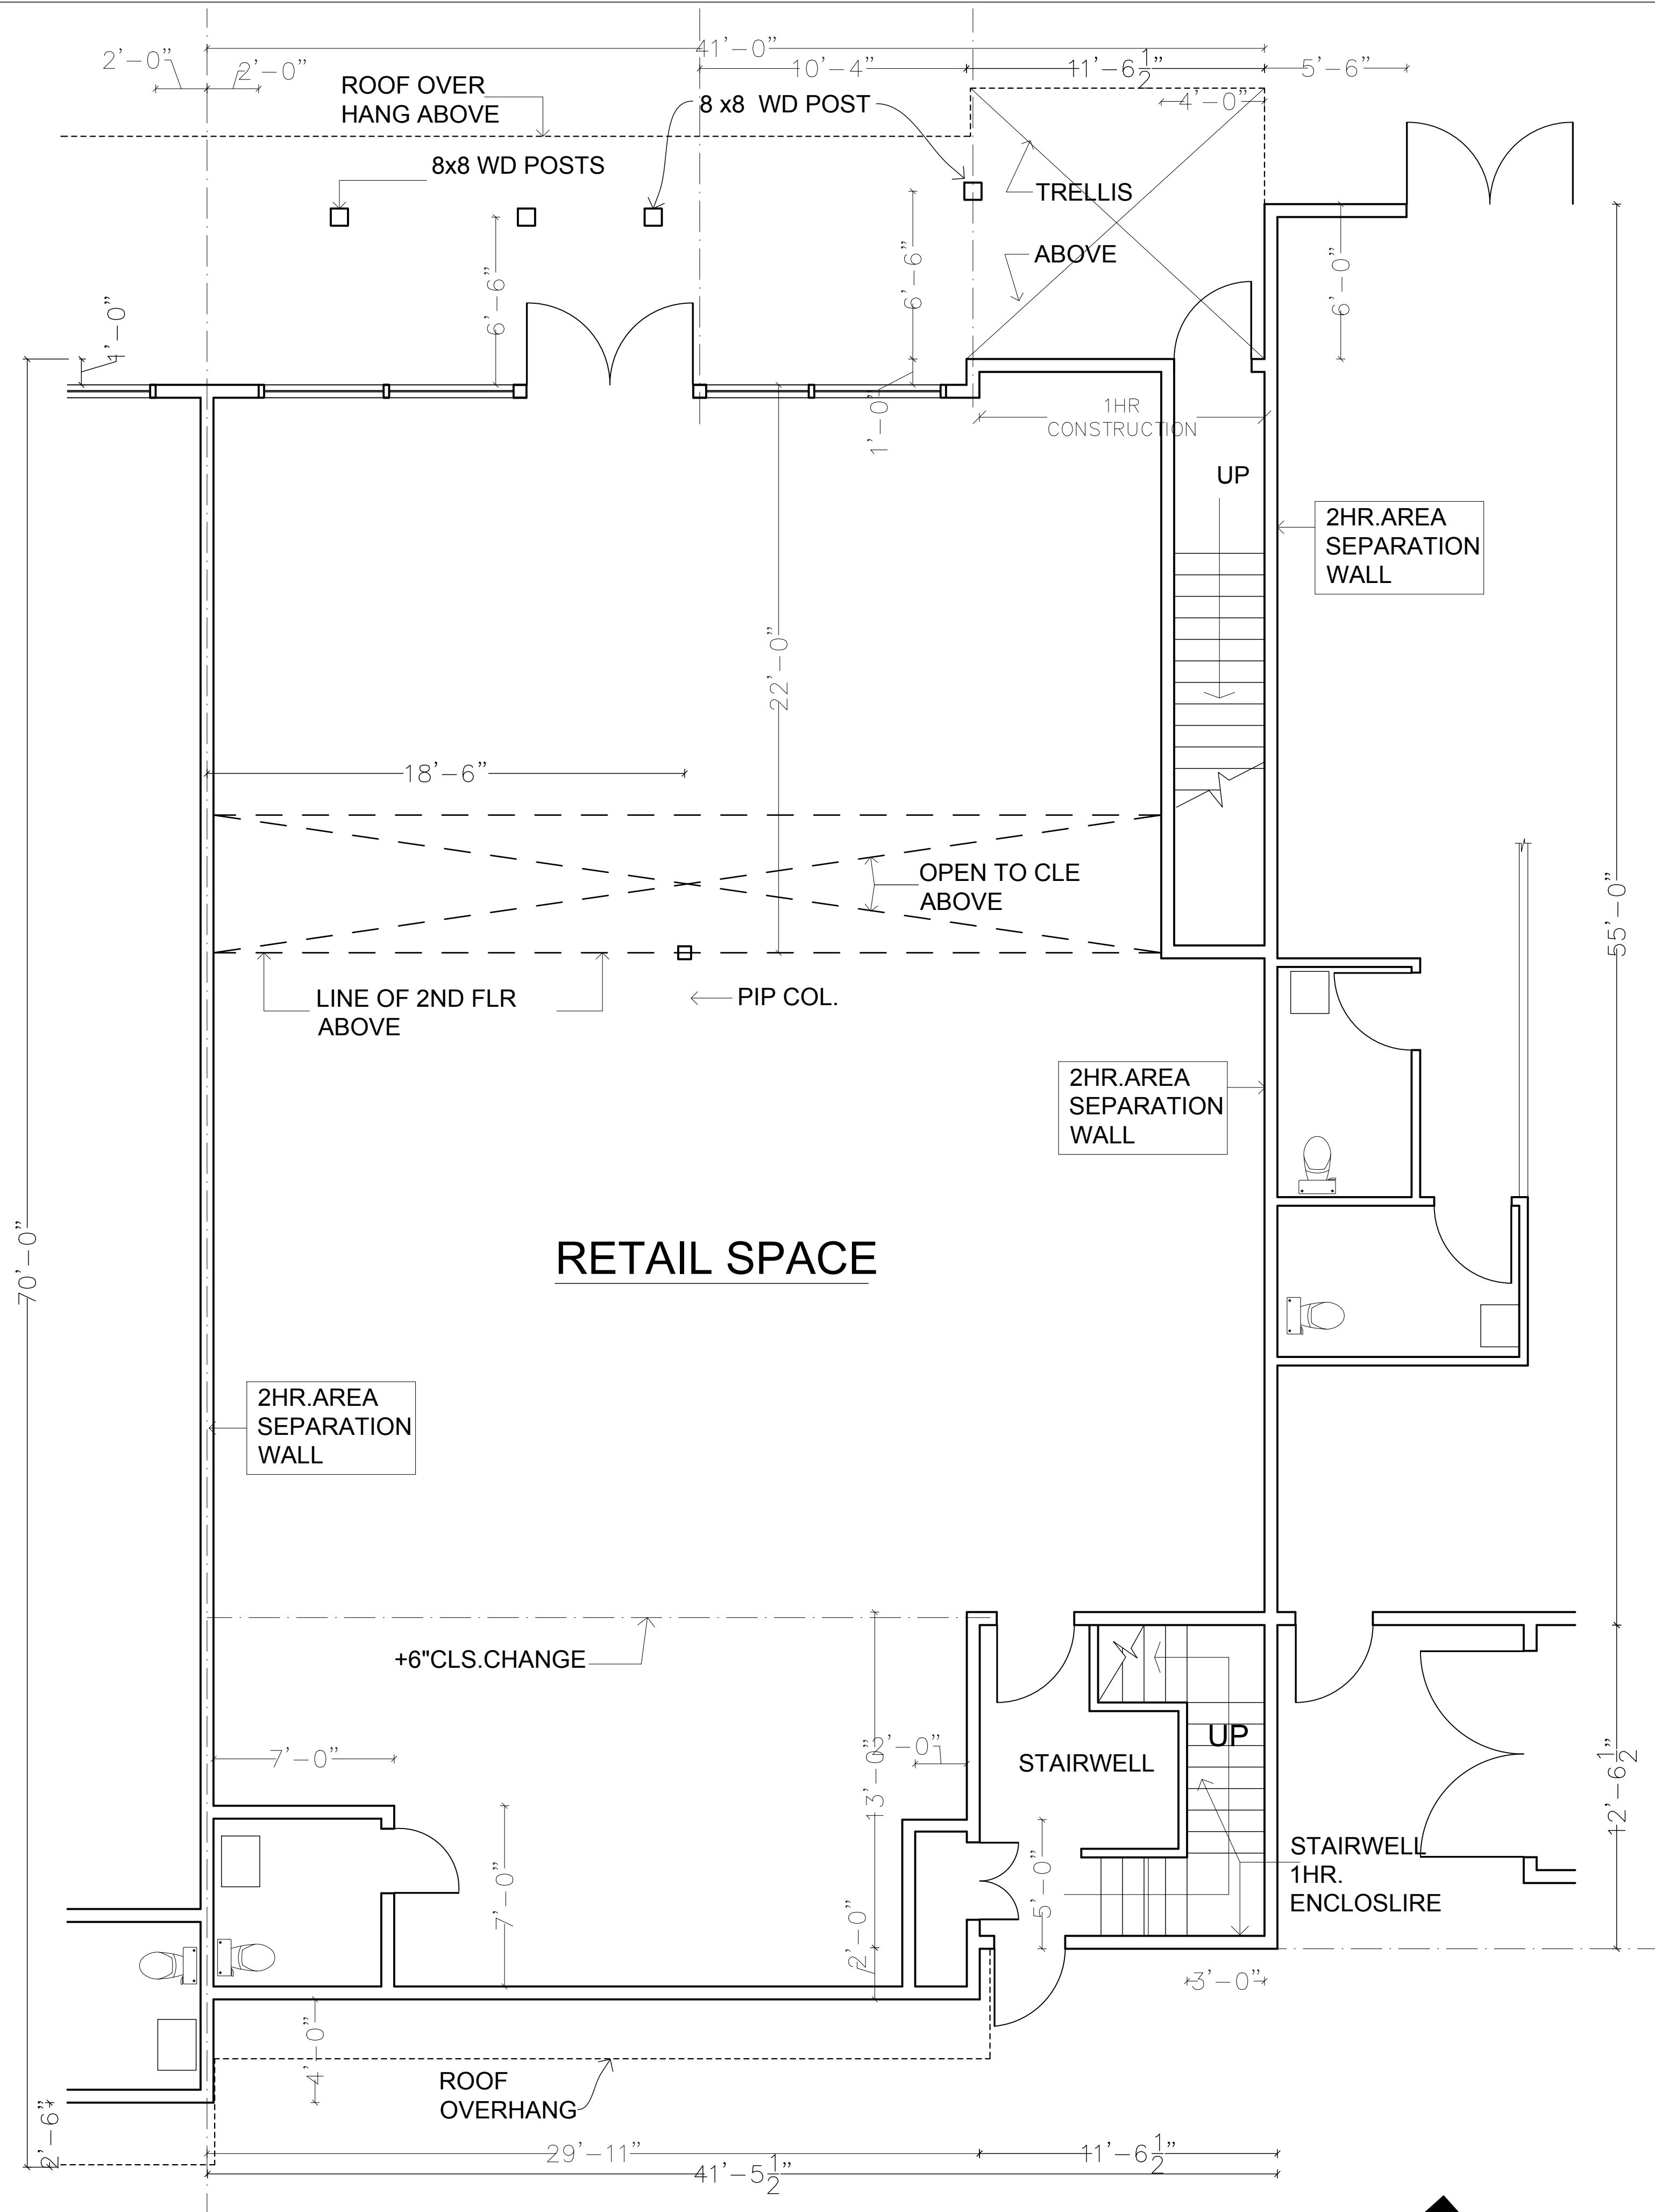 41'-0"
2'-0"
2'-0"
10'-4"
11'-6 1/2"
5'-6"
ROOF OVER
HANG ABOVE
8 x8 WD POST
4'-0"
8x8 WD POSTS
TRELLIS
ABOVE
6'-6"
6'-6"
6'-0"
1'-0"
1'-0"
1HR
CONSTRUCTION
UP
2HR.AREA
SEPARATION
WALL
22'-0"
18'-6"
OPEN TO CLE
ABOVE
55'-0"
LINE OF 2ND FLR
ABOVE
PIP COL.
2HR.AREA
SEPARATION
WALL
70'-0"
RETAIL SPACE
2HR.AREA
SEPARATION
WALL
+6"CLS.CHANGE
7'-0"
13'-0"
2'-0"
STAIRWELL
UP
12'-6 1/2"
7'-0"
5'-0"
2'-0"
STAIRWELL
1HR.
ENCLOSLIRE
3'-0"
4'-0"
ROOF
OVERHANG
2'-6"
29'-11"
11'-6 1/2"
41'-5 1/2"